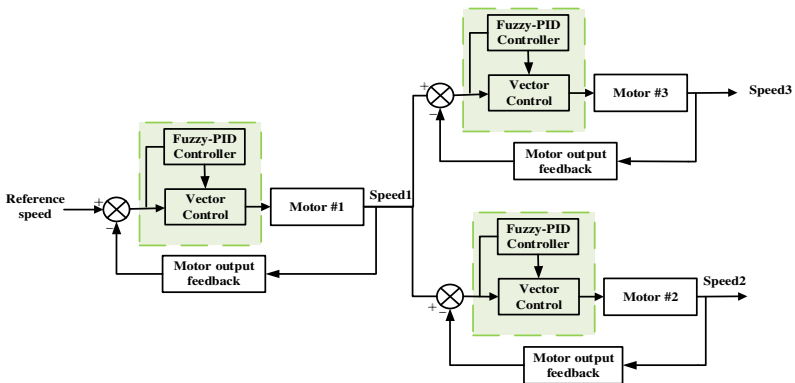 Reference
speed
+
−
Fuzzy-PID
Controller
Vector
Control
Motor #1
Speed1
Motor output
feedback
+
−
Fuzzy-PID
Controller
Vector
Control
Motor #3
Speed3
Motor output
feedback
+
−
Fuzzy-PID
Controller
Vector
Control
Motor #2
Speed2
Motor output
feedback